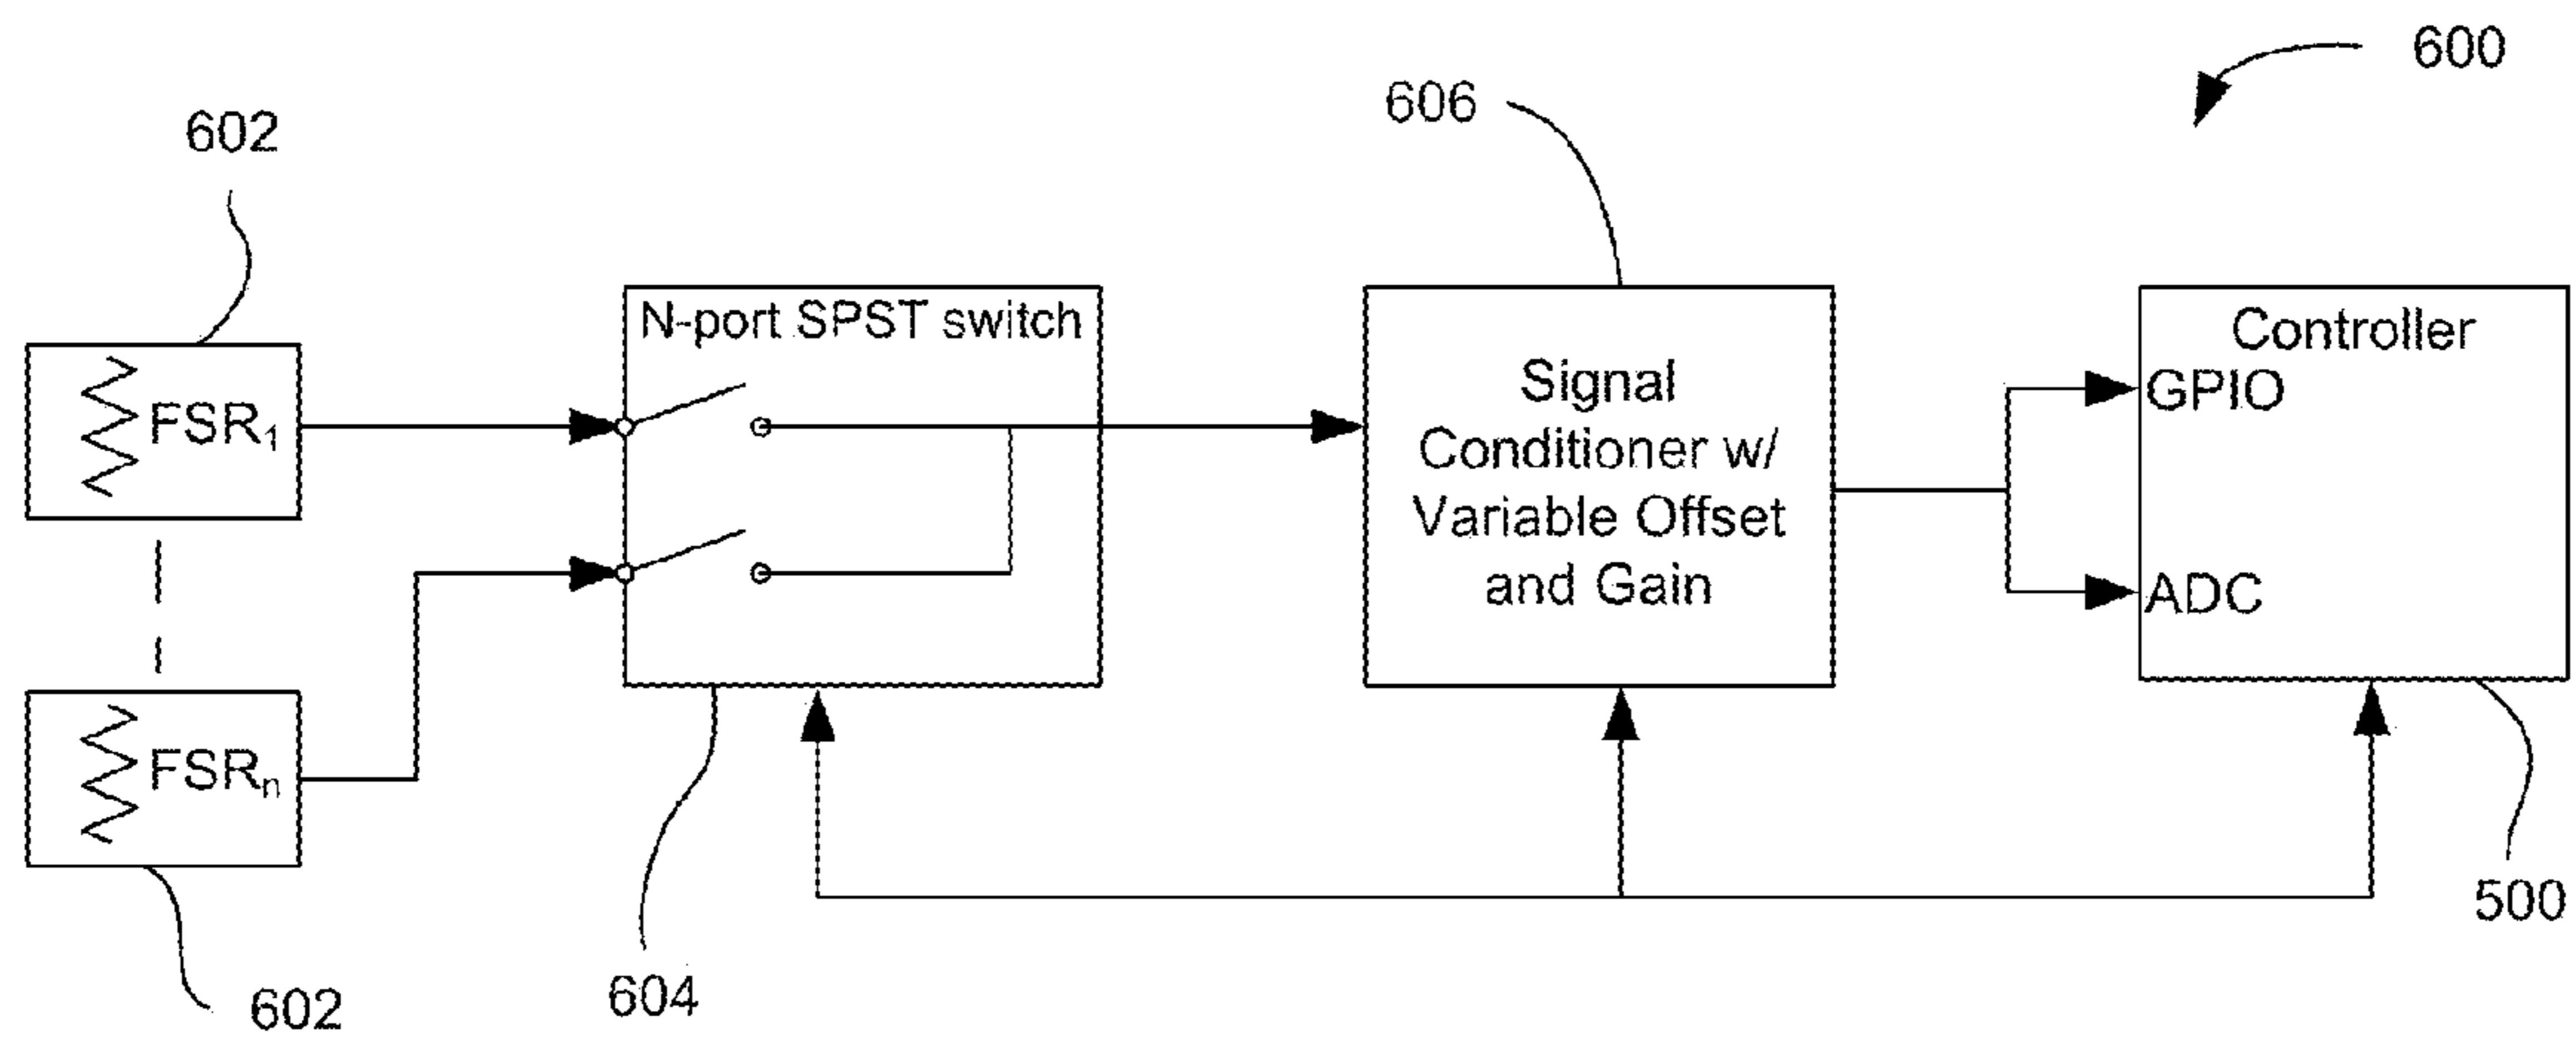 600
606
602
N-port SPST switch
Controller
Signal
Conditioner w/
Variable Offset
and Gain
GPIO
ADC
FSR1
FSRn
500
604
602